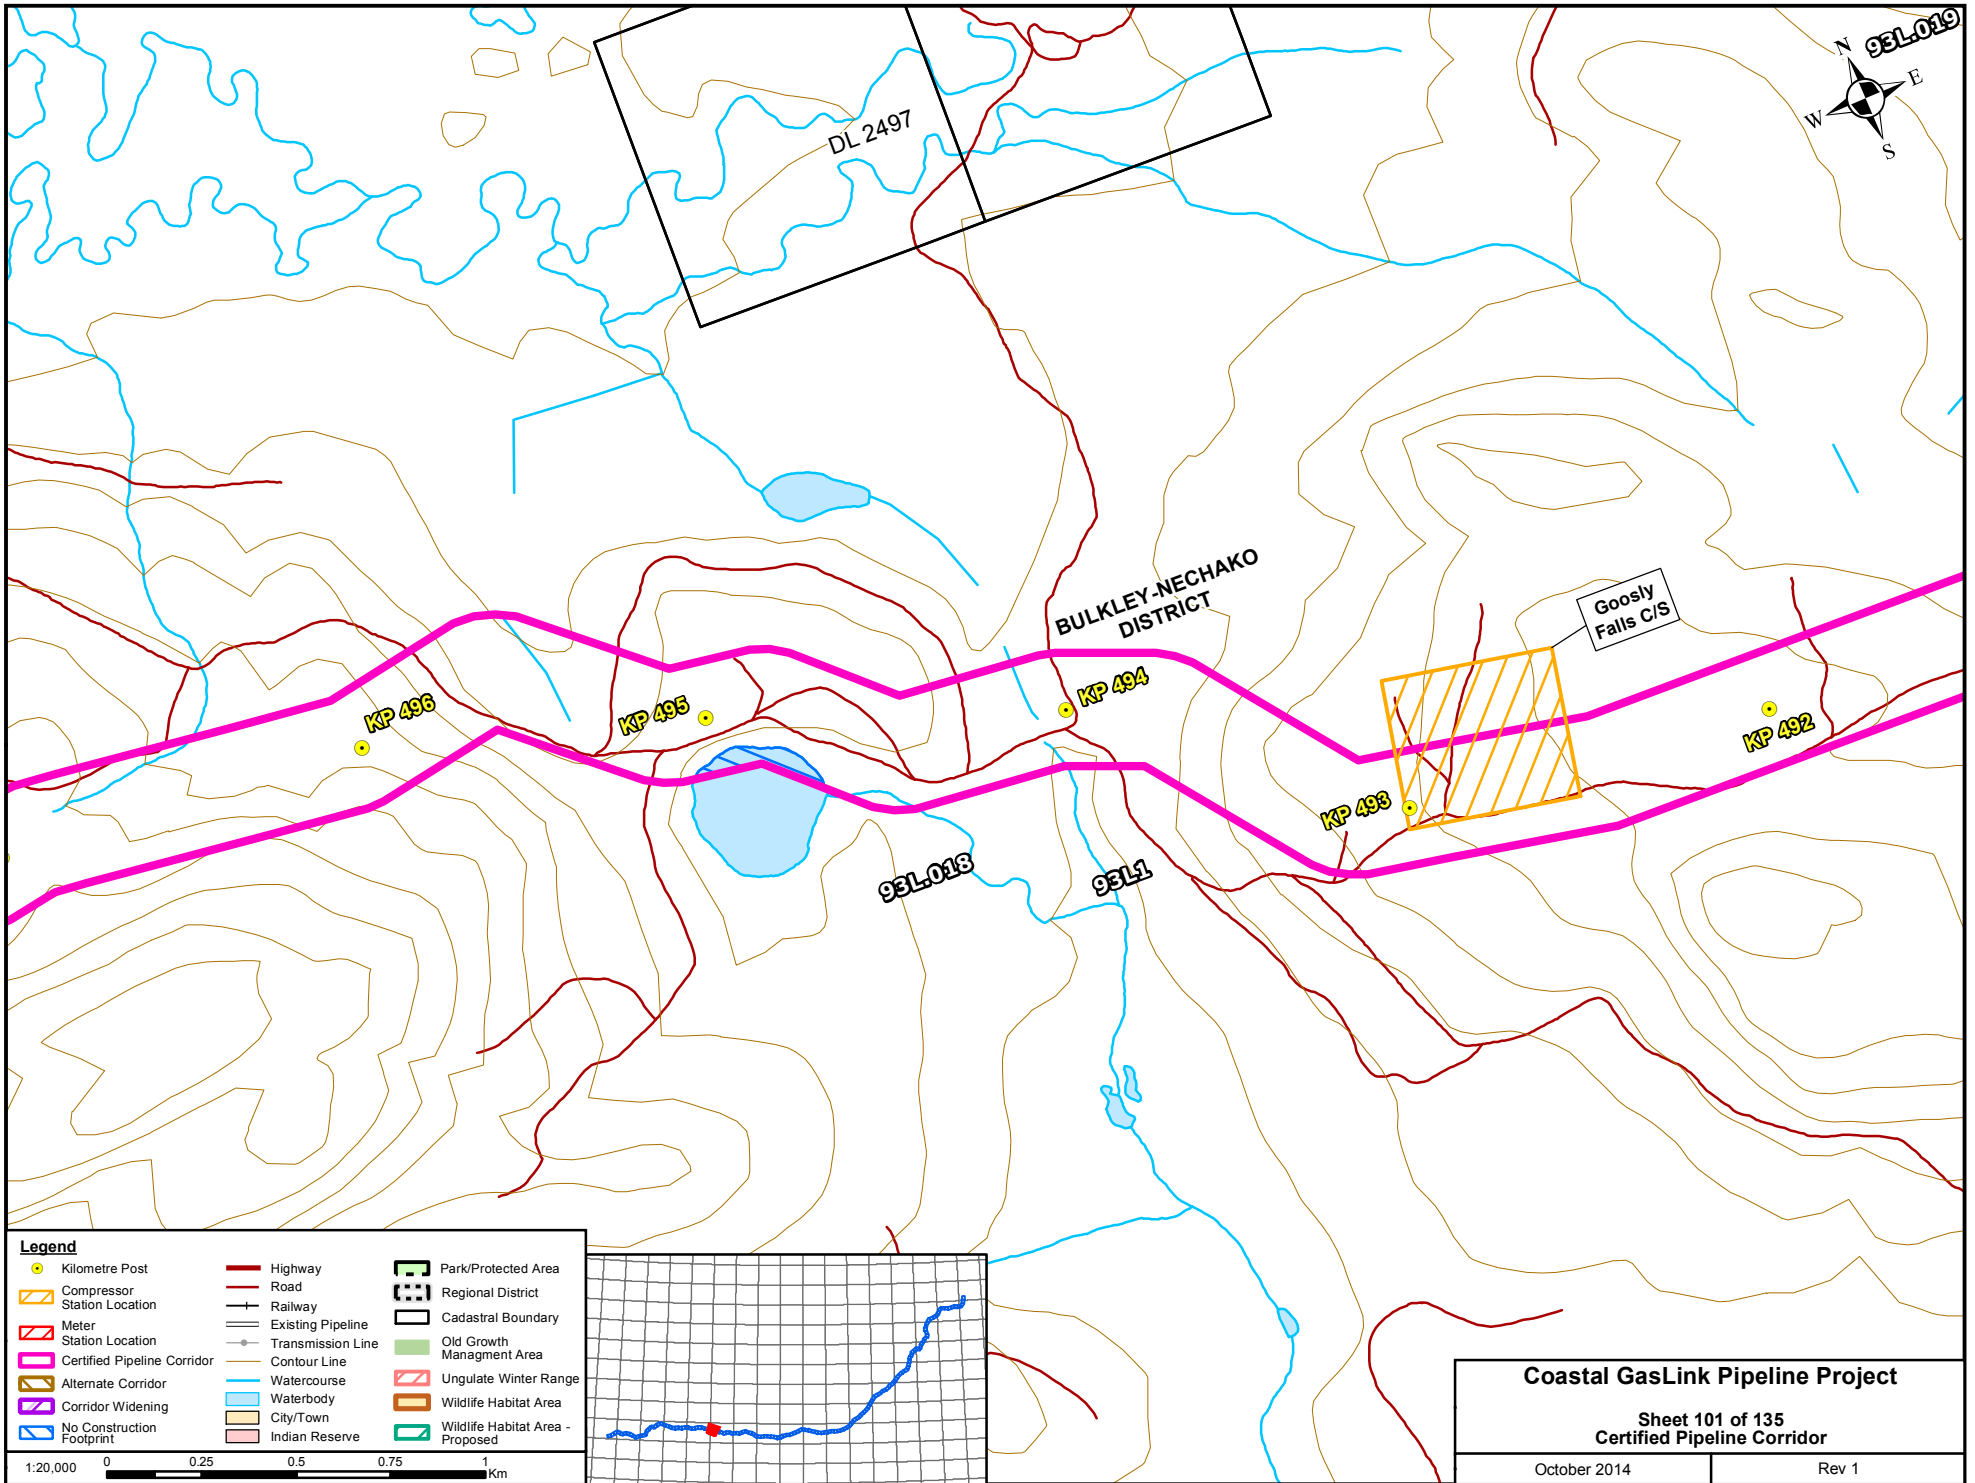 93L.019
N
E
W
S
DL 2497
BULKLEY-NECHAKO
DISTRICT
Goosly
Falls C/S
KP 496
KP 495
KP 494
KP 493
KP 492
93L.018
93L1
Legend
Kilometre Post
Compressor
Station Location
Meter
Station Location
Certified Pipeline Corridor
Alternate Corridor
Corridor Widening
No Construction
Footprint
Highway
Road
Railway
Existing Pipeline
Transmission Line
Contour Line
Watercourse
Waterbody
City/Town
Indian Reserve
Park/Protected Area
Regional District
Cadastral Boundary
Old Growth
Managment Area
Ungulate Winter Range
Wildlife Habitat Area
Wildlife Habitat Area -
Proposed
1:20,000
0 0.25 0.5 0.75 1
Km
Coastal GasLink Pipeline Project
Sheet 101 of 135
Certified Pipeline Corridor
October 2014
Rev 1